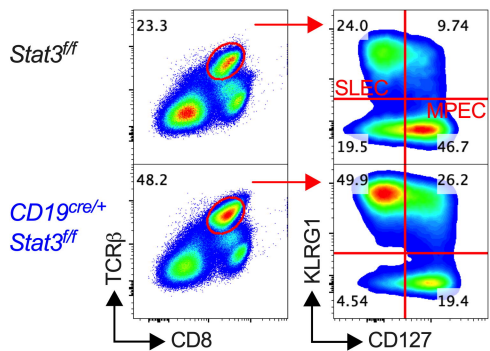 23.3
24.0 9.74
Stat3f/f
SLEC
MPEC
19.5 46.7
48.2
49.9 26.2
CD19cre/+
Stat3f/f
TCRβ
KLRG1
4.54 19.4
CD8
CD127